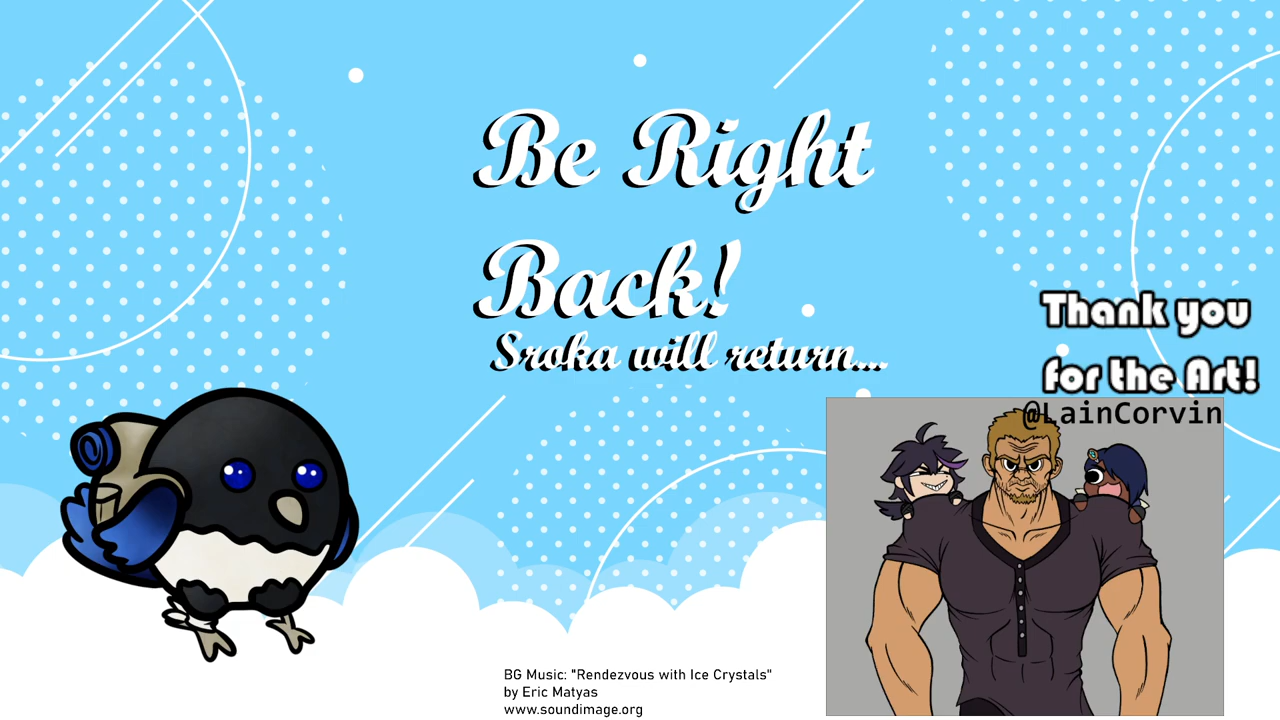 Be Right
Back!
Sroka will return...
Thank you
for the Art!
@LainCorvin
BG Music: "Rendezvous with Ice Crystals"
by Eric Matyas
www.soundimage.org